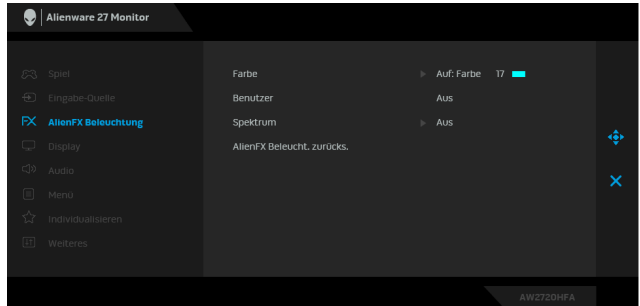 Alienware 27 Monitor
Spiel
Eingabe-Quelle
FX AlienFX Beleuchtung
Display
Audio
Menü
Individualisieren
Weiteres
Farbe Auf: Farbe 17
Benutzer Aus
Spektrum Aus
AlienFX Beleucht. zurücks.
AW2720HFA